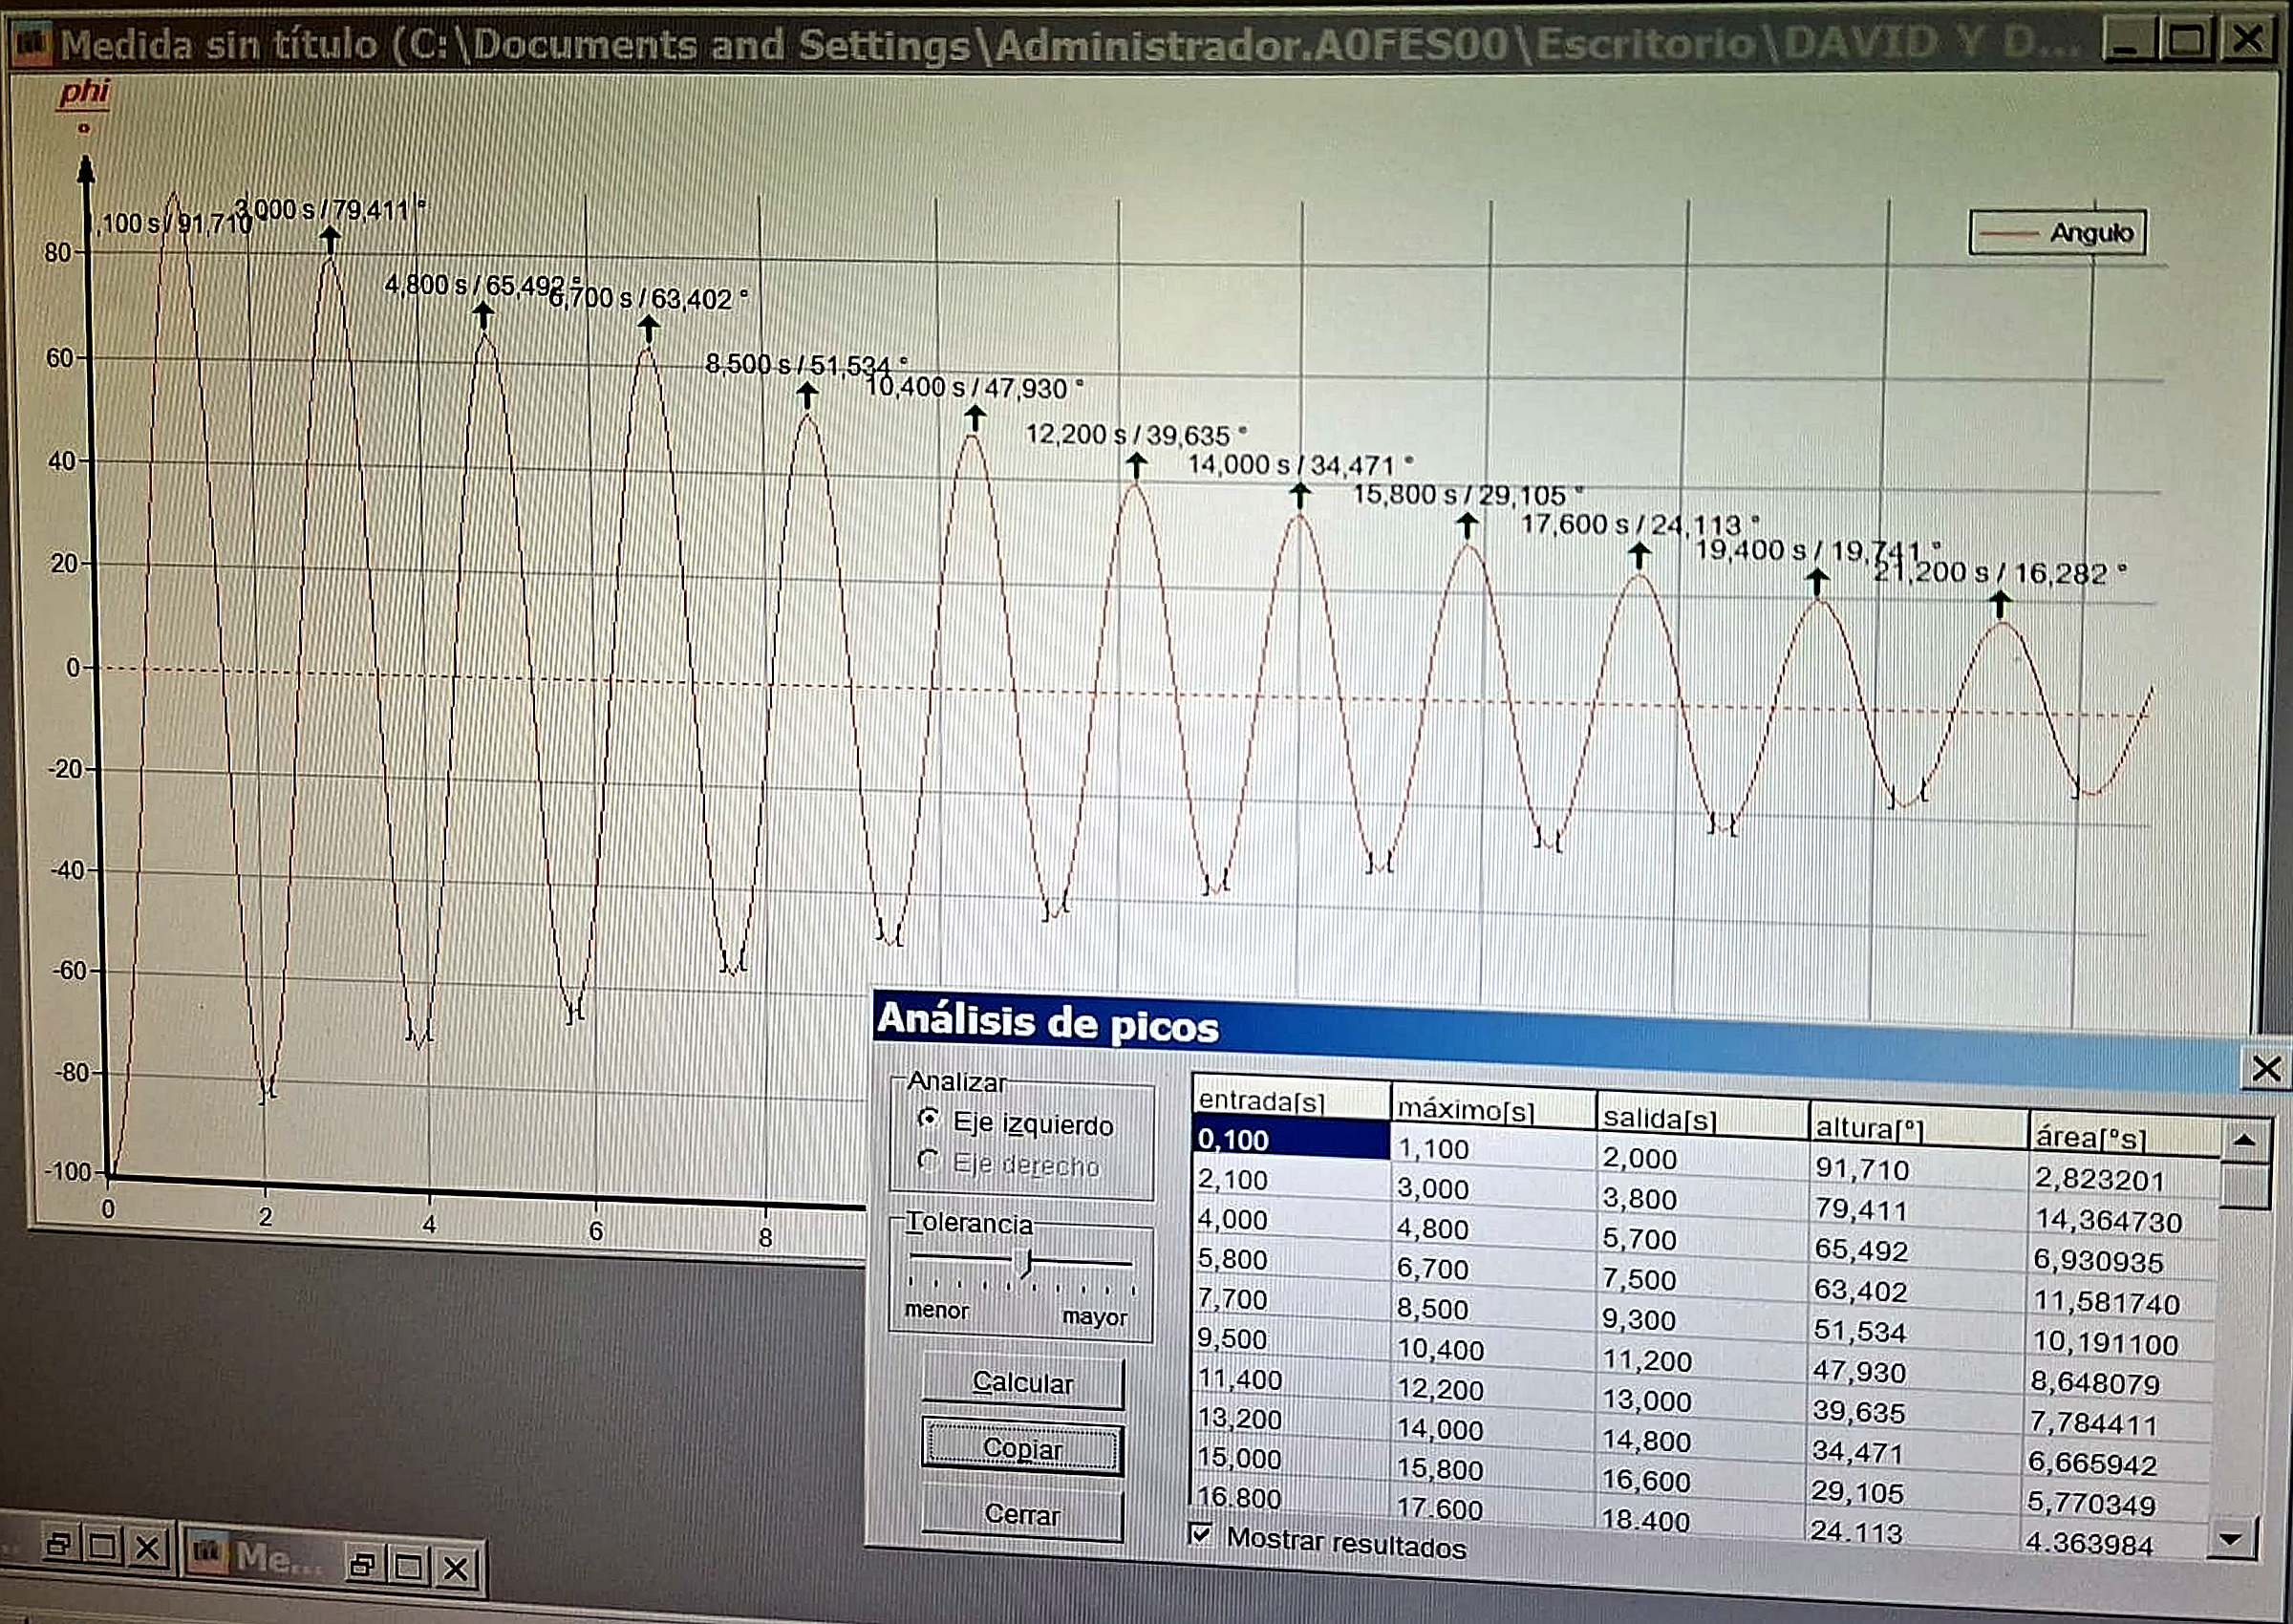 Medida sin título (C:\Documents and Settings\Administrador.A0FES00\Escritorio\DAVID Y D...
phi
°
,100 s / 91,710
3,000 s / 79,411 °
4,800 s / 65,492 °
6,700 s / 63,402 °
8,500 s / 51,534 °
10,400 s / 47,930 °
12,200 s / 39,635 °
14,000 s / 34,471 °
15,800 s / 29,105 °
17,600 s / 24,113 °
19,400 s / 19,741 °
21,200 s / 16,282 °
Angulo
80
60
40
20
0
-20
-40
-60
-80
-100
0 2 4 6 8
Análisis de picos
Analizar
Eje izquierdo
Eje derecho
Tolerancia
menor mayor
Calcular
Copiar
Cerrar
entrada[s] máximo[s] salida[s] altura[°] área[°s]
0,100 1,100 2,000 91,710 2,823201
2,100 3,000 3,800 79,411 14,364730
4,000 4,800 5,700 65,492 6,930935
5,800 6,700 7,500 63,402 11,581740
7,700 8,500 9,300 51,534 10,191100
9,500 10,400 11,200 47,930 8,648079
11,400 12,200 13,000 39,635 7,784411
13,200 14,000 14,800 34,471 6,665942
15,000 15,800 16,600 29,105 5,770349
16,800 17,600 18,400 24,113 4,363984
Mostrar resultados
Me...